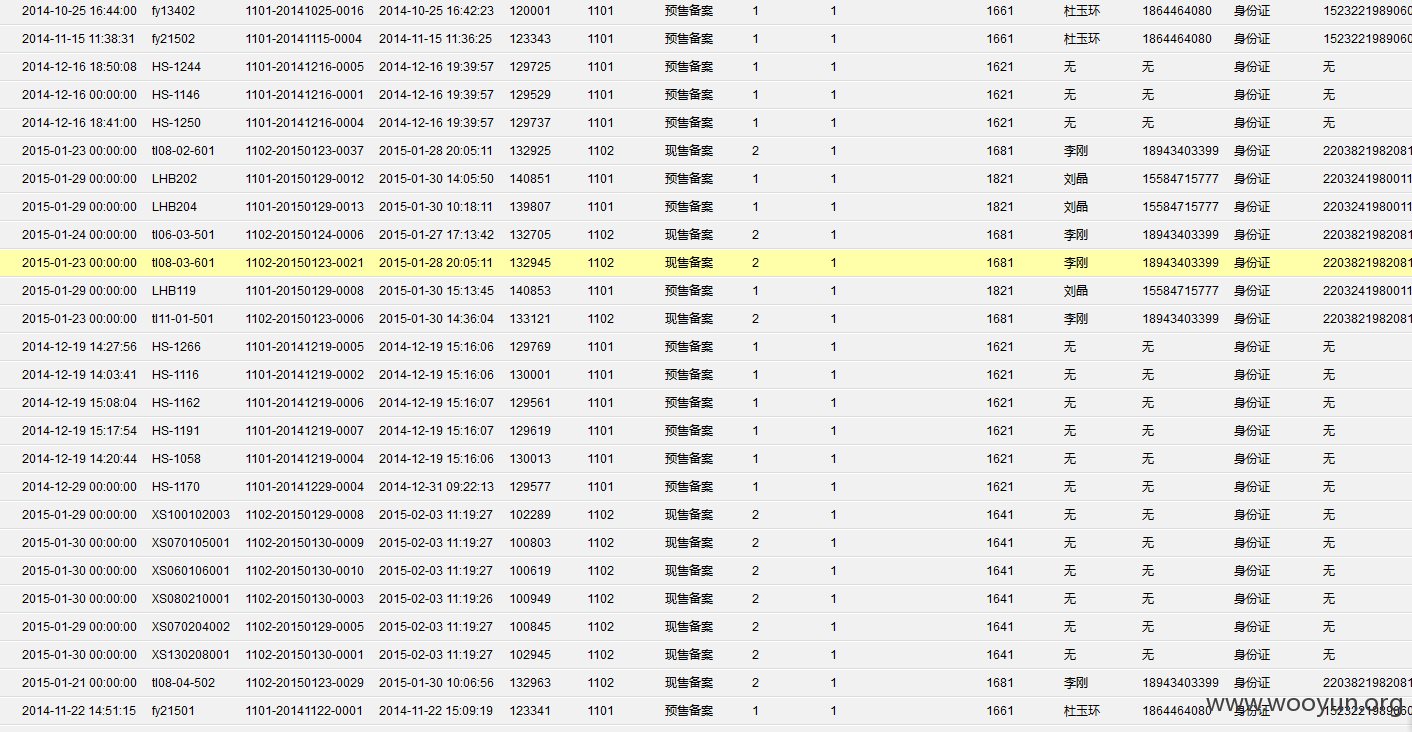 2014-10-25 16:44:00 fy13402 1101-20141025-0016 2014-10-25 16:42:23 120001 1101 预售备案 1 1 1661 杜玉环 1864464080 身份证 1523221989060
2014-11-15 11:38:31 fy21502 1101-20141115-0004 2014-11-15 11:36:25 123343 1101 预售备案 1 1 1661 杜玉环 1864464080 身份证 1523221989060
2014-12-16 18:50:08 HS-1244 1101-20141216-0005 2014-12-16 19:39:57 129725 1101 预售备案 1 1 1621 无 无 身份证 无
2014-12-16 00:00:00 HS-1146 1101-20141216-0001 2014-12-16 19:39:57 129529 1101 预售备案 1 1 1621 无 无 身份证 无
2014-12-16 18:41:00 HS-1250 1101-20141216-0004 2014-12-16 19:39:57 129737 1101 预售备案 1 1 1621 无 无 身份证 无
2015-01-23 00:00:00 tl08-02-601 1102-20150123-0037 2015-01-28 20:05:11 132925 1102 现售备案 2 1 1681 李刚 18943403399 身份证 2203821982081
2015-01-29 00:00:00 LHB202 1101-20150129-0012 2015-01-30 14:05:50 140851 1101 预售备案 1 1 1821 刘晶 15584715777 身份证 2203241980011
2015-01-29 00:00:00 LHB204 1101-20150129-0013 2015-01-30 10:18:11 139807 1101 预售备案 1 1 1821 刘晶 15584715777 身份证 2203241980011
2015-01-24 00:00:00 tl06-03-501 1102-20150124-0006 2015-01-27 17:13:42 132705 1102 现售备案 2 1 1681 李刚 18943403399 身份证 2203821982081
2015-01-23 00:00:00 tl08-03-601 1102-20150123-0021 2015-01-28 20:05:11 132945 1102 现售备案 2 1 1681 李刚 18943403399 身份证 2203821982081
2015-01-29 00:00:00 LHB119 1101-20150129-0008 2015-01-30 15:13:45 140853 1101 预售备案 1 1 1821 刘晶 15584715777 身份证 2203241980011
2015-01-23 00:00:00 tl11-01-501 1102-20150123-0006 2015-01-30 14:36:04 133121 1102 现售备案 2 1 1681 李刚 18943403399 身份证 2203821982081
2014-12-19 14:27:56 HS-1266 1101-20141219-0005 2014-12-19 15:16:06 129769 1101 预售备案 1 1 1621 无 无 身份证 无
2014-12-19 14:03:41 HS-1116 1101-20141219-0002 2014-12-19 15:16:06 130001 1101 预售备案 1 1 1621 无 无 身份证 无
2014-12-19 15:08:04 HS-1162 1101-20141219-0006 2014-12-19 15:16:07 129561 1101 预售备案 1 1 1621 无 无 身份证 无
2014-12-19 15:17:54 HS-1191 1101-20141219-0007 2014-12-19 15:16:07 129619 1101 预售备案 1 1 1621 无 无 身份证 无
2014-12-19 14:20:44 HS-1058 1101-20141219-0004 2014-12-19 15:16:06 130013 1101 预售备案 1 1 1621 无 无 身份证 无
2014-12-29 00:00:00 HS-1170 1101-20141229-0004 2014-12-31 09:22:13 129577 1101 预售备案 1 1 1621 无 无 身份证 无
2015-01-29 00:00:00 XS100102003 1102-20150129-0008 2015-02-03 11:19:27 102289 1102 现售备案 2 1 1641 无 无 身份证 无
2015-01-30 00:00:00 XS070105001 1102-20150130-0009 2015-02-03 11:19:27 100803 1102 现售备案 2 1 1641 无 无 身份证 无
2015-01-30 00:00:00 XS060106001 1102-20150130-0010 2015-02-03 11:19:27 100619 1102 现售备案 2 1 1641 无 无 身份证 无
2015-01-30 00:00:00 XS080210001 1102-20150130-0003 2015-02-03 11:19:26 100949 1102 现售备案 2 1 1641 无 无 身份证 无
2015-01-29 00:00:00 XS070204002 1102-20150129-0005 2015-02-03 11:19:27 100845 1102 现售备案 2 1 1641 无 无 身份证 无
2015-01-30 00:00:00 XS130208001 1102-20150130-0001 2015-02-03 11:19:27 102945 1102 现售备案 2 1 1641 无 无 身份证 无
2015-01-21 00:00:00 tl08-04-502 1102-20150123-0029 2015-01-30 10:06:56 132963 1102 现售备案 2 1 1681 李刚 18943403399 身份证 2203821982081
2014-11-22 14:51:15 fy21501 1101-20141122-0001 2014-11-22 15:09:19 123341 1101 预售备案 1 1 1661 杜玉环 1864464080 身份证 1523221989060
www.wooyun.org